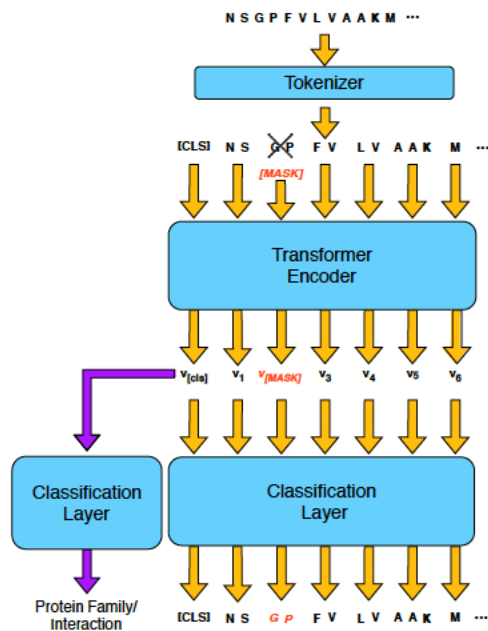 N S G P F V L V A A K M ...
Tokenizer
[CLS] N S G P F V L V A A K M ...
[MASK]
Transformer
Encoder
v[cls] v1 v[MASK] v3 v4 v5 v6
Classification
Layer
Classification
Layer
Protein Family/
Interaction
[CLS] N S G P F V L V A A K M ...